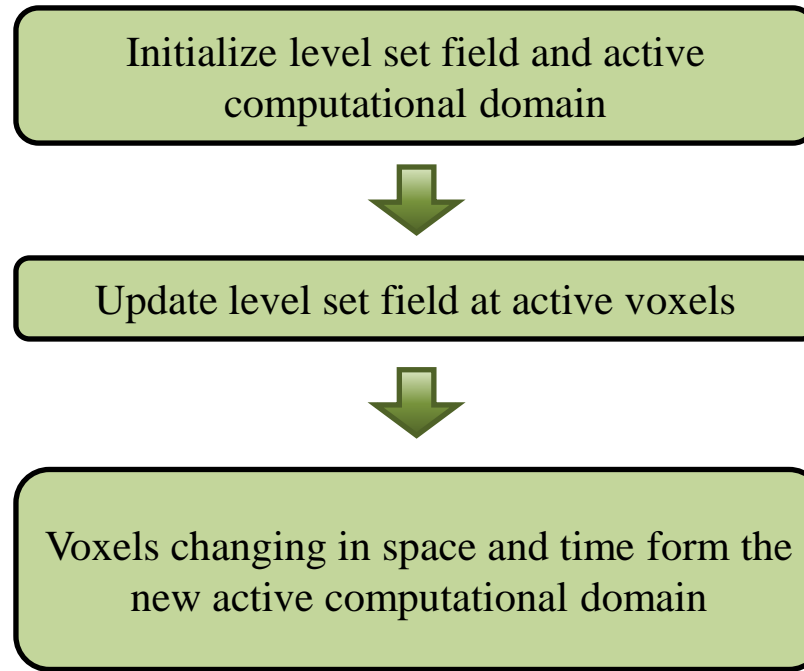 Initialize level set field and active
computational domain
Update level set field at active voxels
Voxels changing in space and time form the
new active computational domain